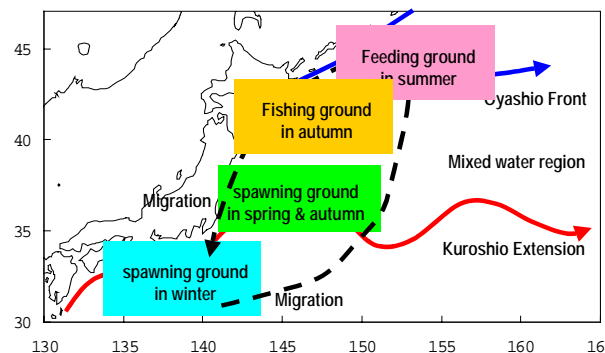 45
40
35
30
130
135
140
145
150
155
160
16
Feeding ground
in summer
Oyashio Front
Fishing ground
in autumn
Mixed water region
Migration
spawning ground
in spring & autumn
Kuroshio Extension
spawning ground
in winter
Migration